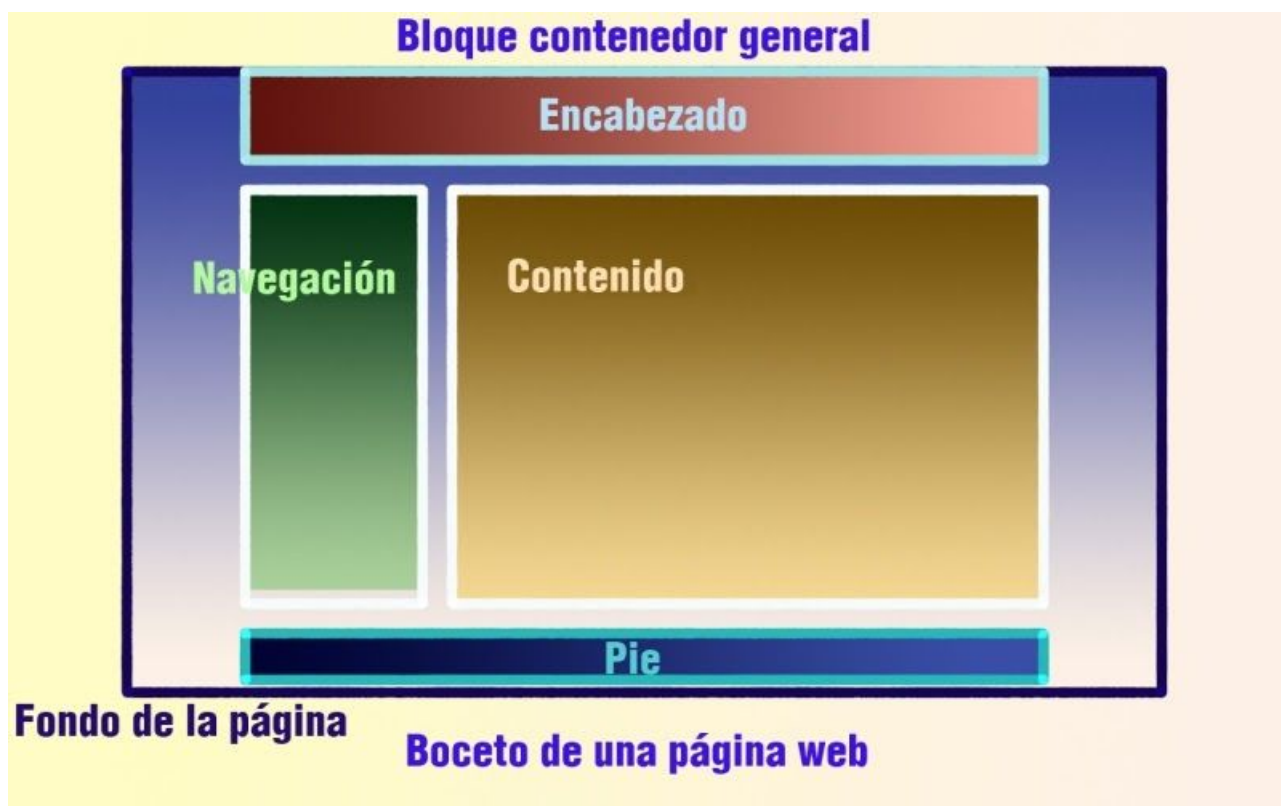 Bloque contenedor general
Encabezado
Navegación
Contenido
Pie
Fondo de la página
Boceto de una página web